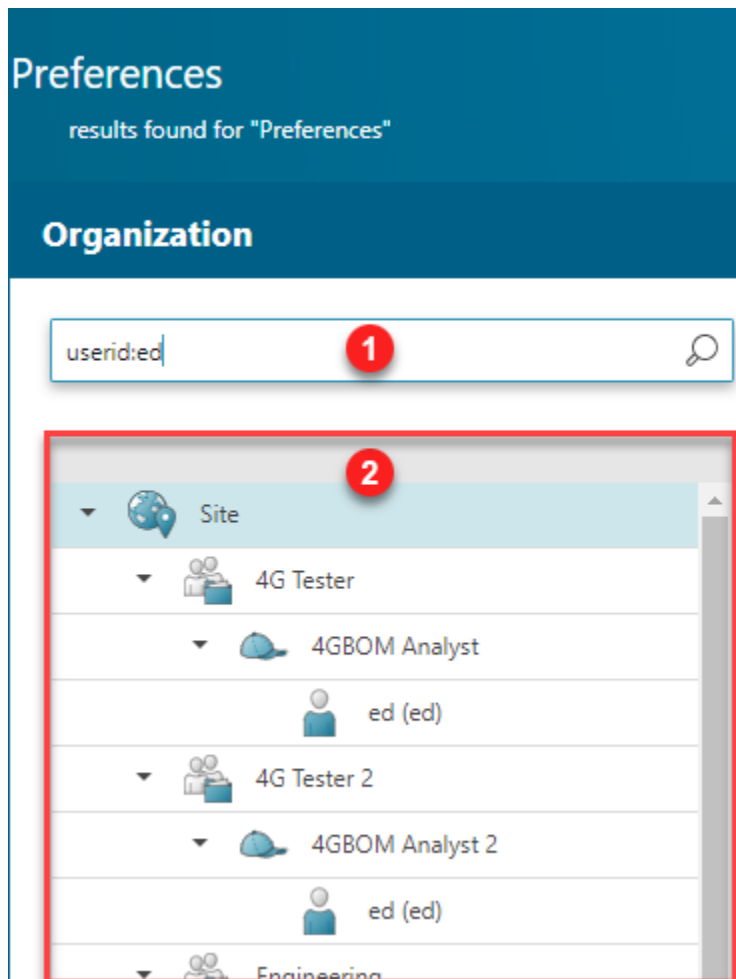 Preferences
results found for "Preferences"
Organization
userid:ed
1
2
Site
4G Tester
4GBOM Analyst
ed (ed)
4G Tester 2
4GBOM Analyst 2
ed (ed)
Engineering